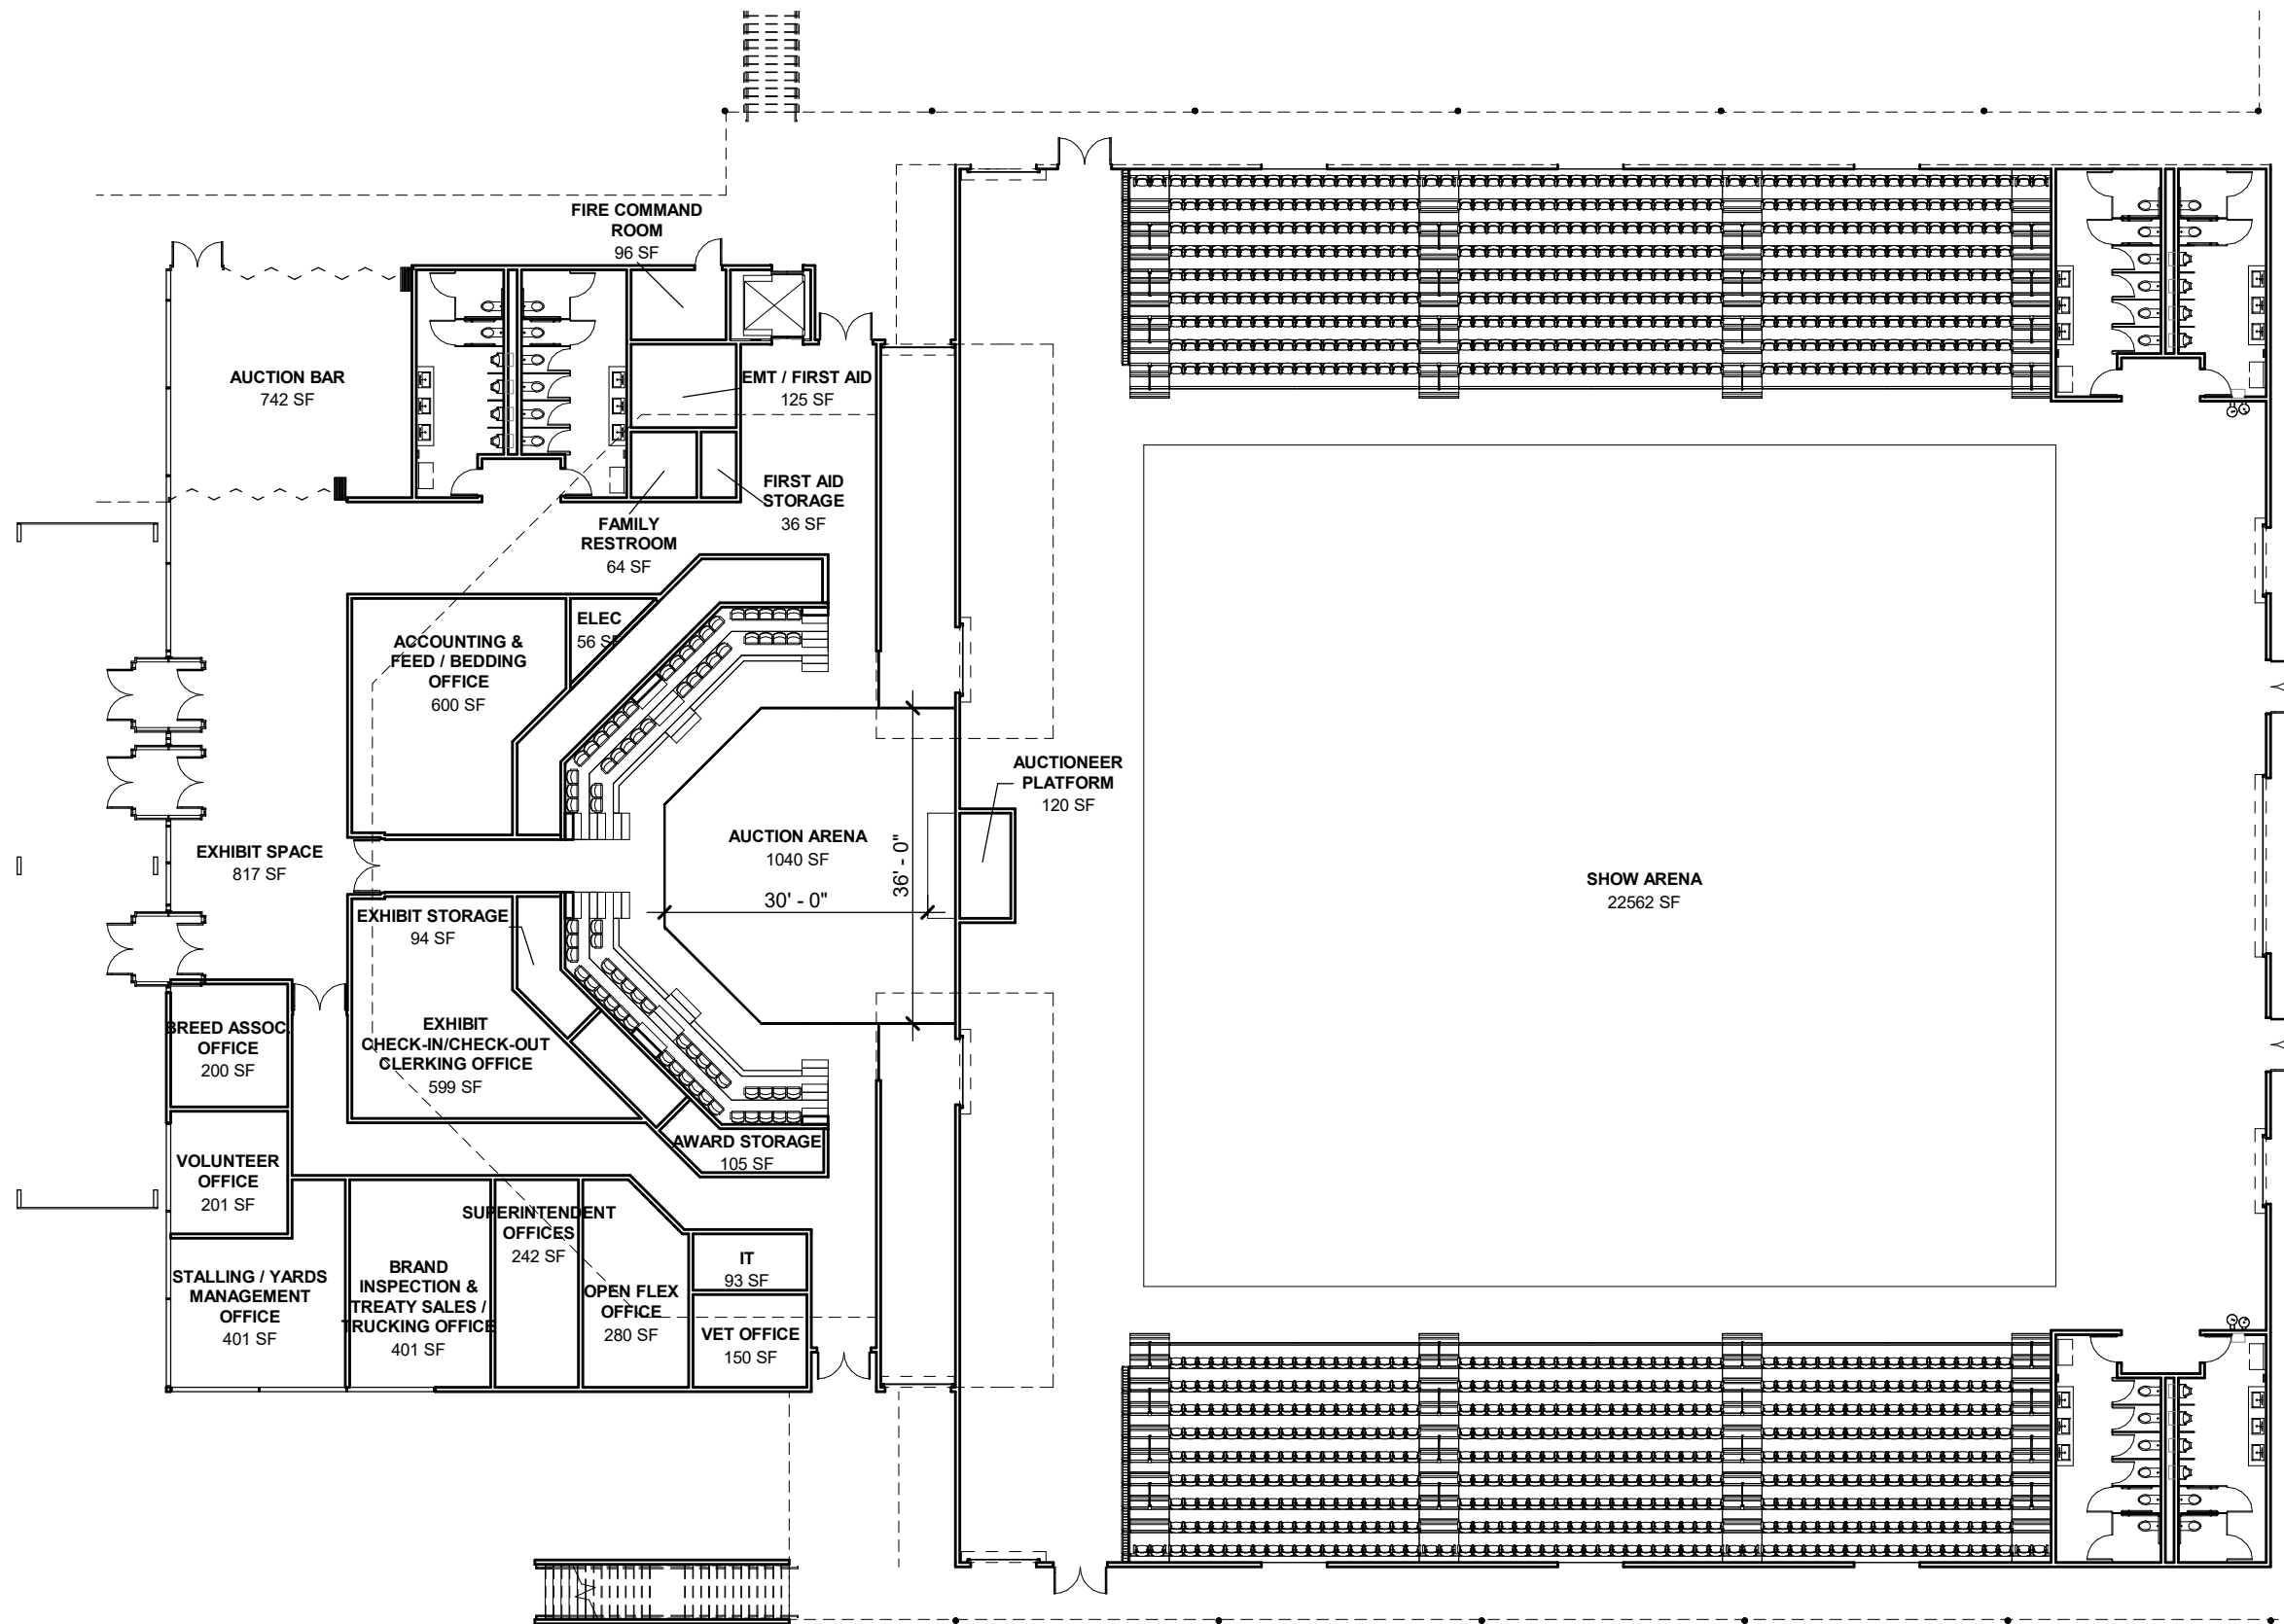 FIRE COMMAND
ROOM
96 SF
AUCTION BAR
742 SF
EMT / FIRST AID
125 SF
FIRST AID
STORAGE
36 SF
FAMILY
RESTROOM
64 SF
ELEC
56 SF
ACCOUNTING &
FEED / BEDDING
OFFICE
600 SF
AUCTIONEER
PLATFORM
120 SF
AUCTION ARENA
1040 SF
36' - 0"
30' - 0"
EXHIBIT SPACE
817 SF
SHOW ARENA
22562 SF
EXHIBIT STORAGE
94 SF
BREED ASSOC.
OFFICE
200 SF
EXHIBIT
CHECK-IN/CHECK-OUT
CLERKING OFFICE
599 SF
AWARD STORAGE
105 SF
VOLUNTEER
OFFICE
201 SF
SUPERINTENDENT
OFFICES
242 SF
STALLING / YARDS
MANAGEMENT
OFFICE
401 SF
BRAND
INSPECTION &
TREATY SALES /
TRUCKING OFFICE
401 SF
OPEN FLEX
OFFICE
280 SF
IT
93 SF
VET OFFICE
150 SF